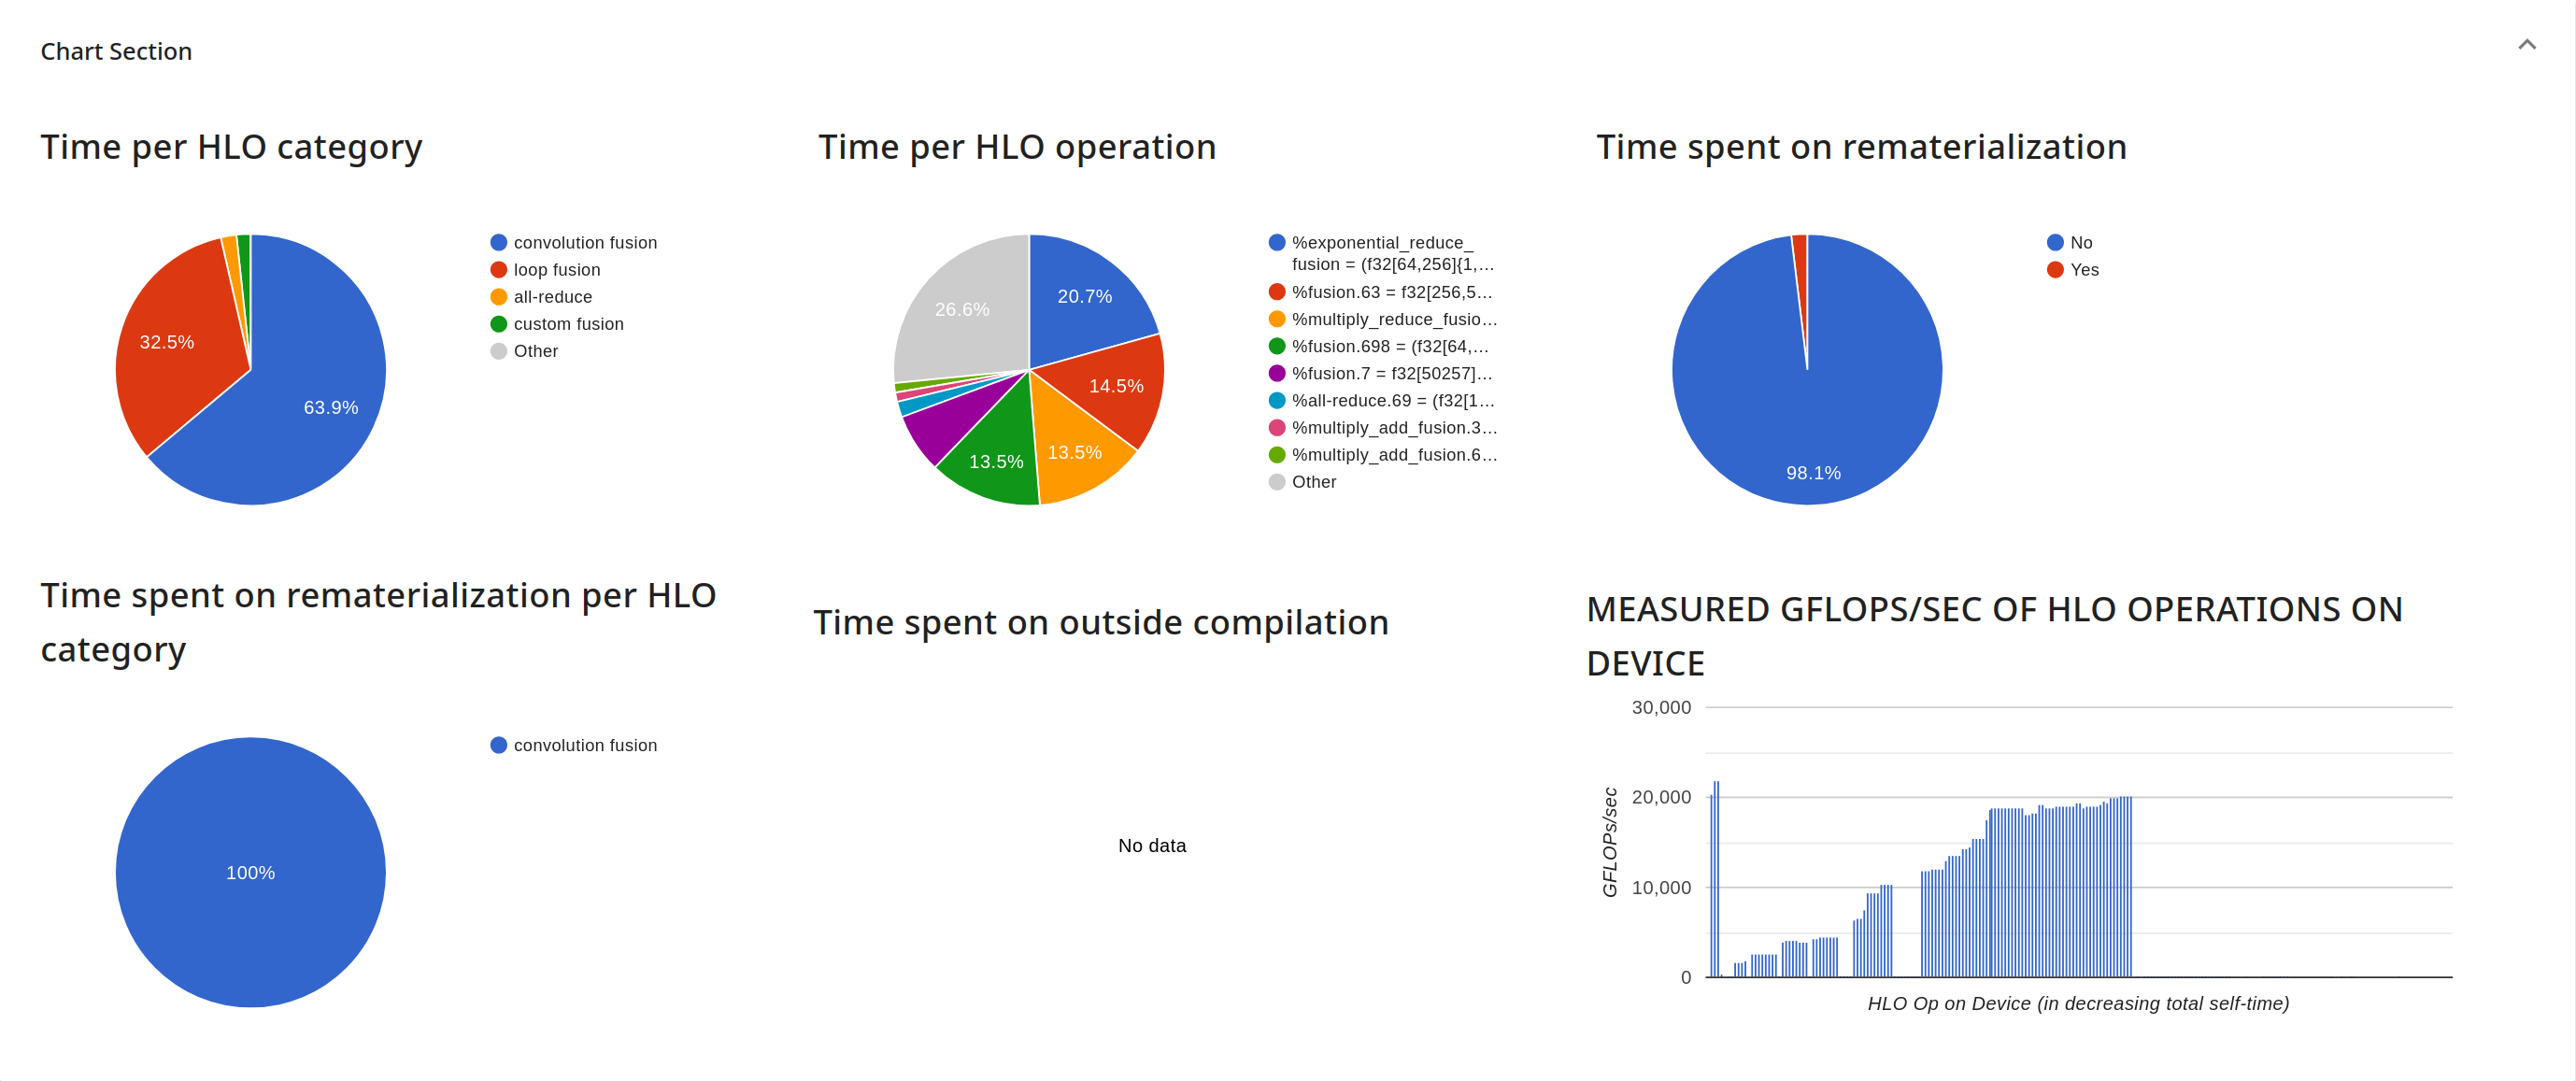 Chart Section
Time per HLO category
63.9%
32.5%
convolution fusion
loop fusion
all-reduce
custom fusion
Other
Time per HLO operation
20.7%
14.5%
13.5%
13.5%
26.6%
%exponential_reduce_
fusion = (f32[64,256]{1,...
%fusion.63 = f32[256,5...
%multiply_reduce_fusio...
%fusion.698 = (f32[64,...
%fusion.7 = f32[50257]...
%all-reduce.69 = (f32[1...
%multiply_add_fusion.3...
%multiply_add_fusion.6...
Other
Time spent on rematerialization
98.1%
No
Yes
Time spent on rematerialization per HLO
category
100%
convolution fusion
Time spent on outside compilation
No data
MEASURED GFLOPS/SEC OF HLO OPERATIONS ON
DEVICE
30,000
20,000
10,000
0
GFLOPs/sec
HLO Op on Device (in decreasing total self-time)